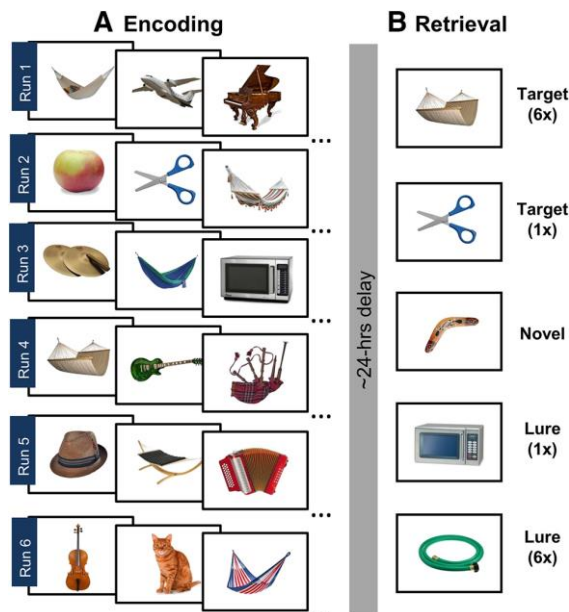 A Encoding
B Retrieval
Run 1
Run 2
Run 3
Run 4
Run 5
Run 6
...
...
...
...
...
~24-hrs delay
Target
(6x)
Target
(1x)
Novel
Lure
(1x)
Lure
(6x)